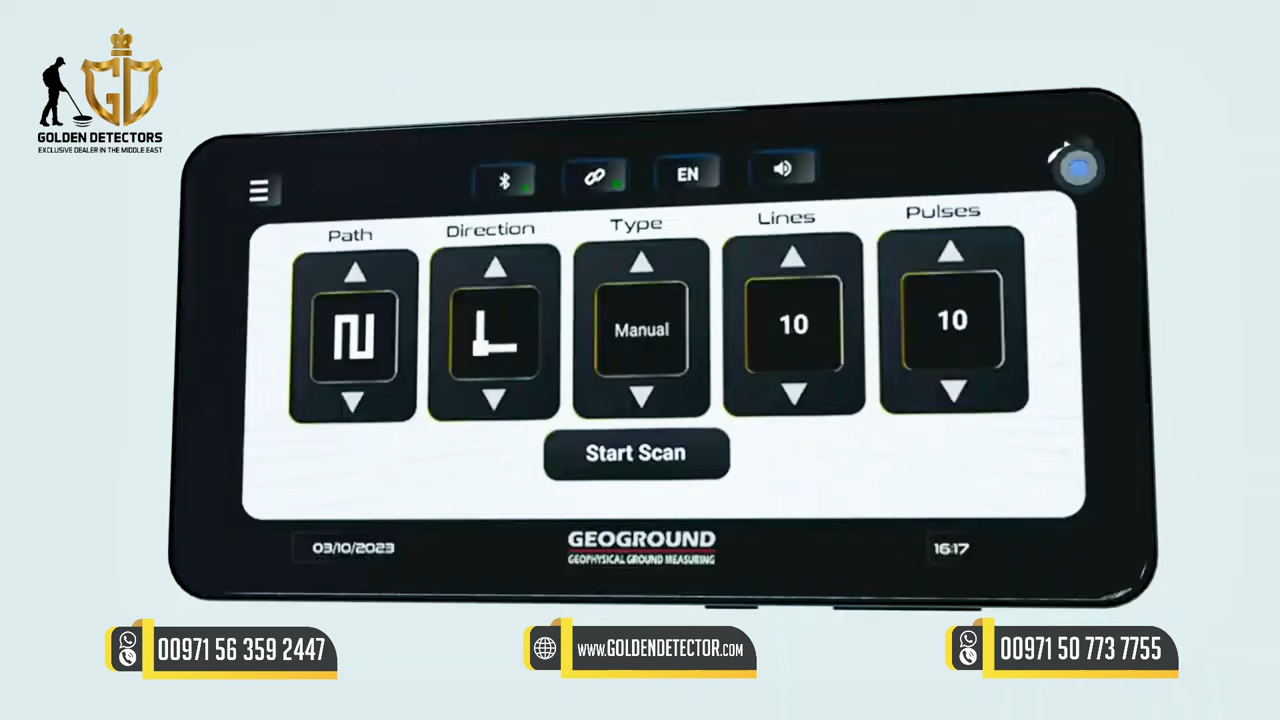 GD
GOLDEN DETECTORS
EXCLUSIVE DEALER IN THE MIDDLE EAST
EN
Path
Direction
Type
Lines
Pulses
Manual
10
10
Start Scan
03/10/2023
GEOGROUND
GEOPHYSICAL GROUND MEASURING
16:17
00971 56 359 2447
www.GOLDENDETECTOR.COM
00971 50 773 7755